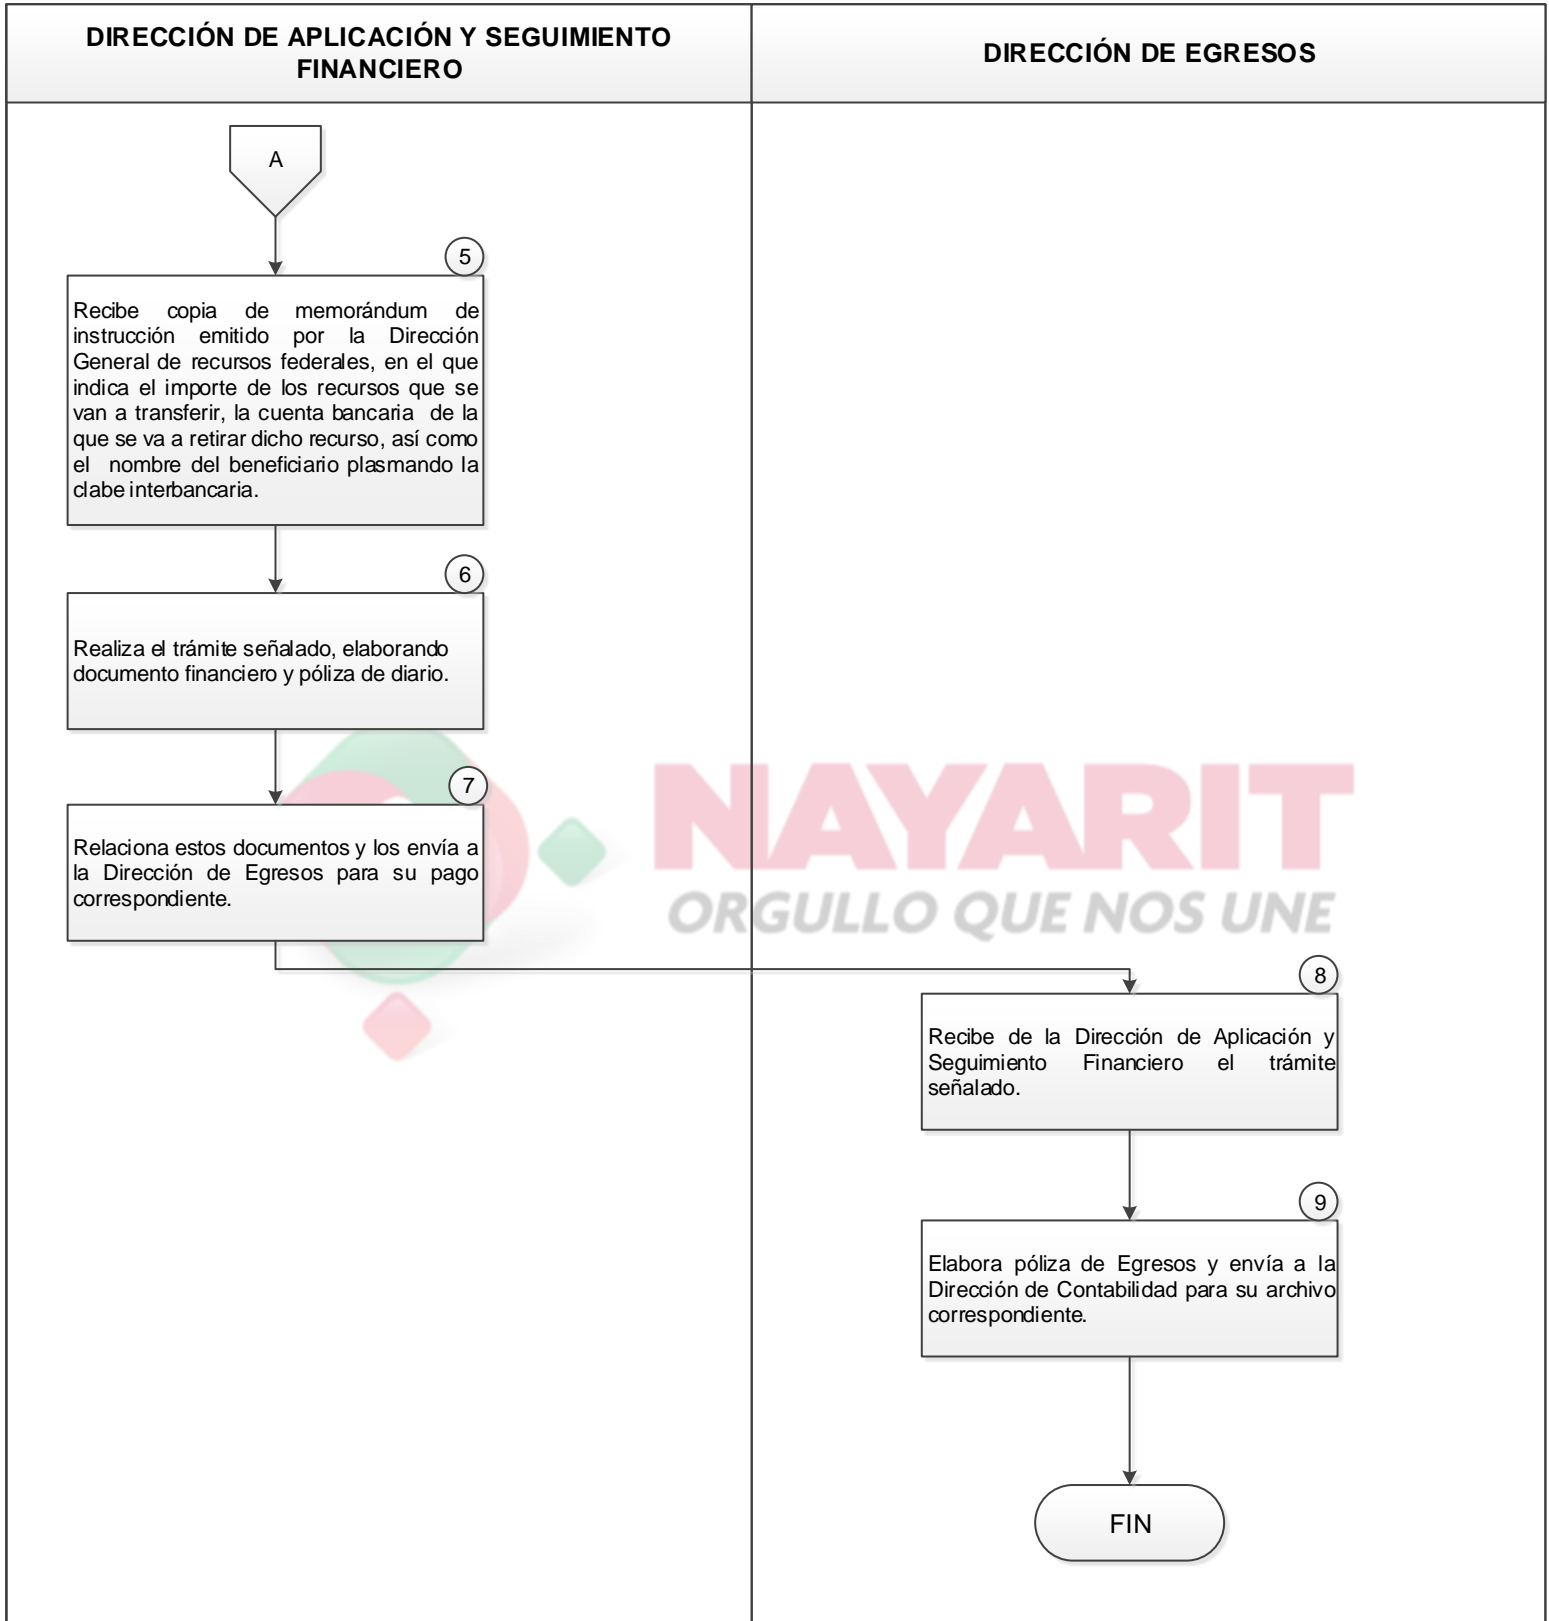 DIRECCIÓN DE APLICACIÓN Y SEGUIMIENTO
FINANCIERO
DIRECCIÓN DE EGRESOS
A
5
Recibe copia de memorándum de
instrucción emitido por la Dirección
General de recursos federales, en el que
indica el importe de los recursos que se
van a transferir, la cuenta bancaria de la
que se va a retirar dicho recurso, así como
el nombre del beneficiario plasmando la
clabe interbancaria.
6
Realiza el trámite señalado, elaborando
documento financiero y póliza de diario.
7
Relaciona estos documentos y los envía a
la Dirección de Egresos para su pago
correspondiente.
NAYARIT
ORGULLO QUE NOS UNE
8
Recibe de la Dirección de Aplicación y
Seguimiento Financiero el trámite
señalado.
9
Elabora póliza de Egresos y envía a la
Dirección de Contabilidad para su archivo
correspondiente.
FIN